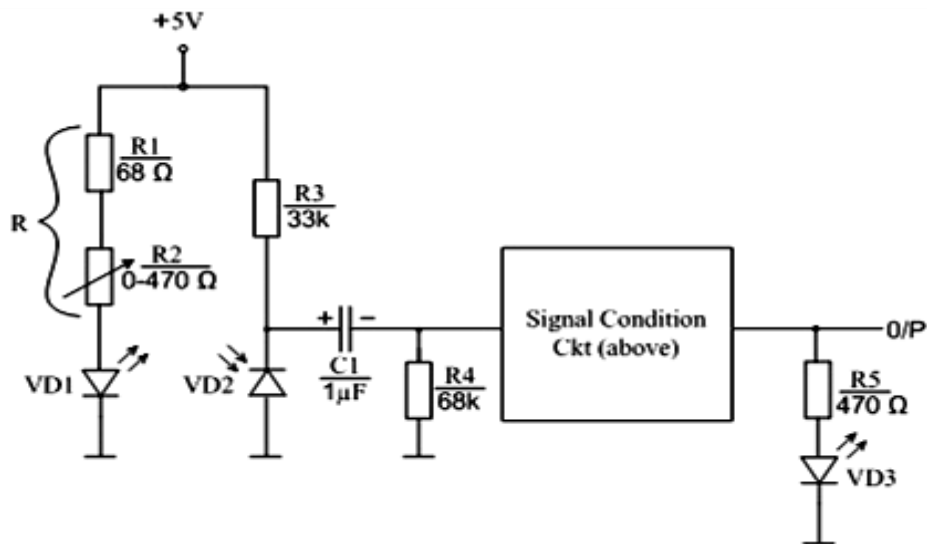 +5V
R1
68 Ω
R
R2
0-470 Ω
VD1
R3
33k
VD2
+
-
C1
1µF
R4
68k
Signal Condition
Ckt (above)
0/P
R5
470 Ω
VD3